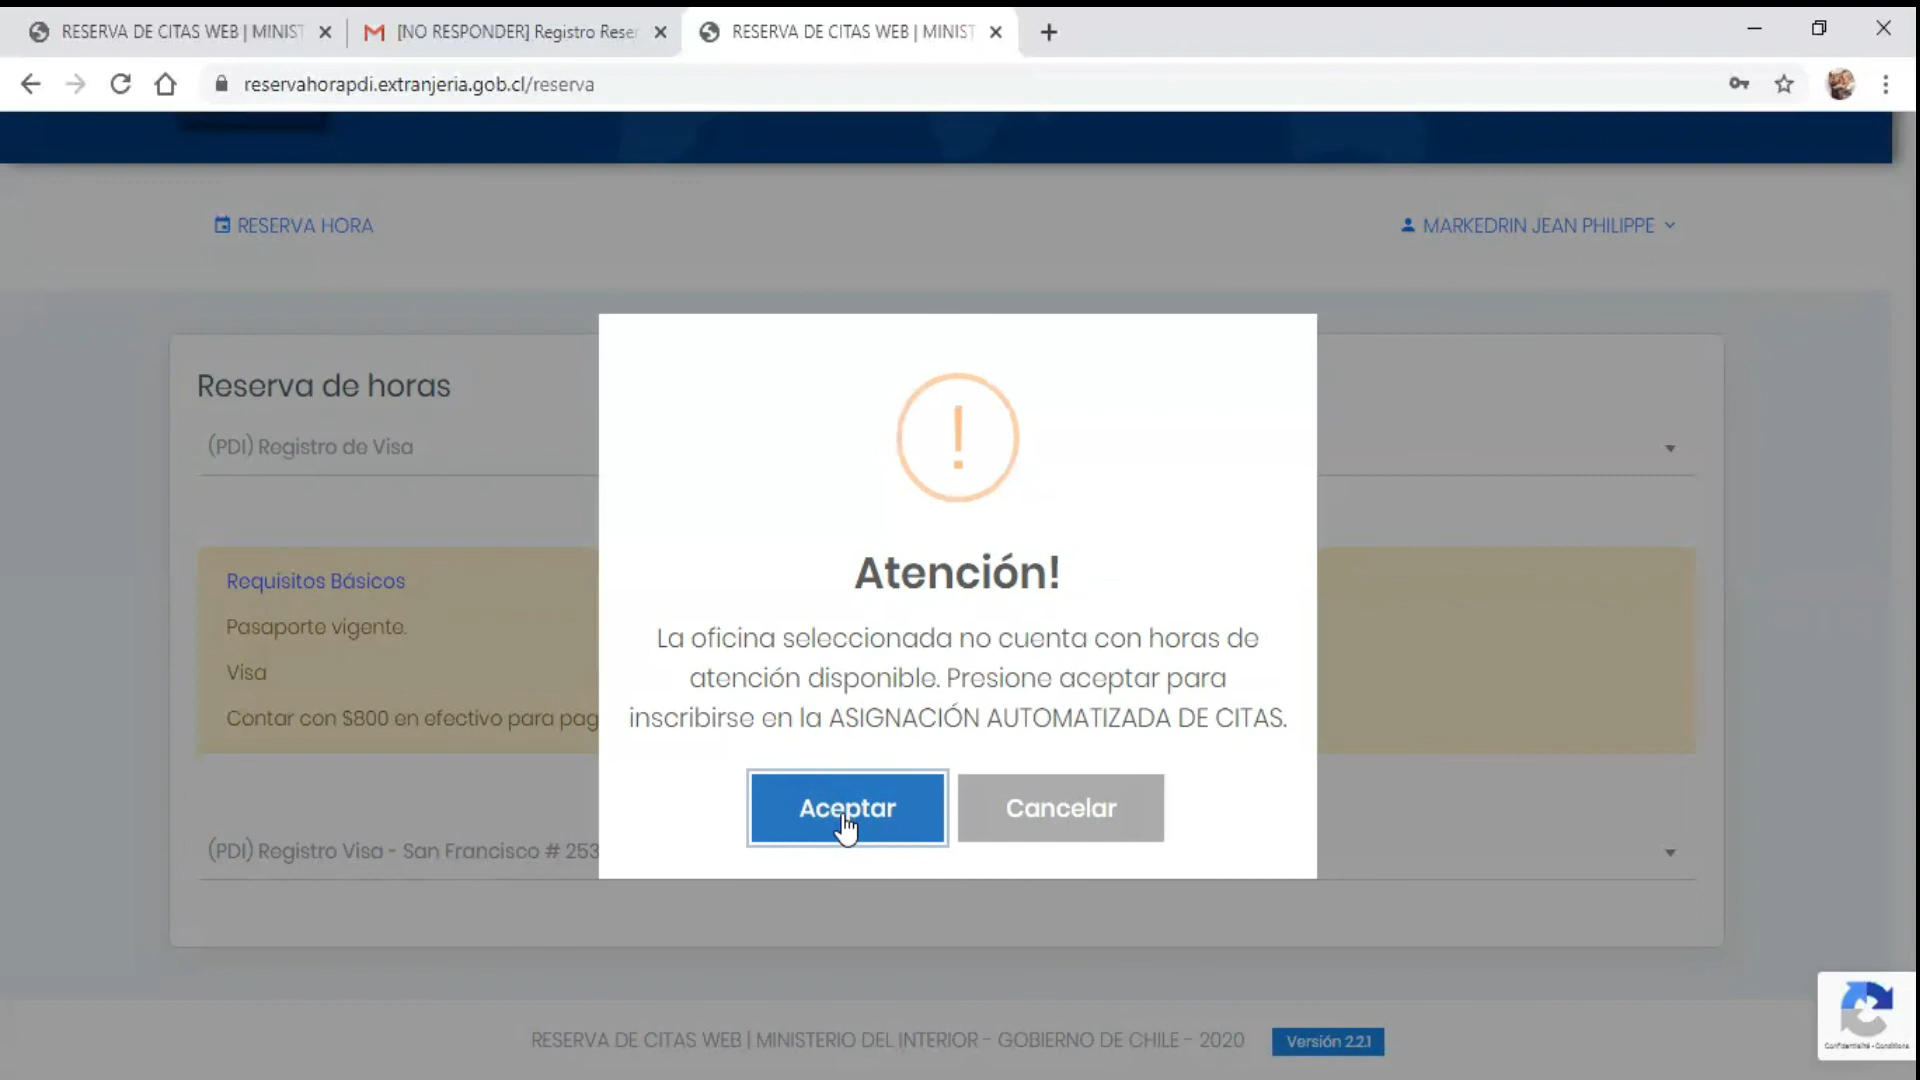 RESERVA DE CITAS WEB | MINIST
[NO RESPONDER] Registro Rese
RESERVA DE CITAS WEB | MINIST
reservahorapdi.extranjeria.gob.cl/reserva
RESERVA HORA
MARKEDRIN JEAN PHILIPPE
Reserva de horas
(PDI) Registro de Visa
Requisitos Básicos
Pasaporte vigente.
Visa
Contar con $800 en efectivo para pag
(PDI) Registro Visa - San Francisco # 253
!
Atención!
La oficina seleccionada no cuenta con horas de
atención disponible. Presione aceptar para
inscribirse en la ASIGNACIÓN AUTOMATIZADA DE CITAS.
Aceptar
Cancelar
RESERVA DE CITAS WEB | MINISTERIO DEL INTERIOR - GOBIERNO DE CHILE - 2020
Versión 2.2.1
Confidentialité - Conditions